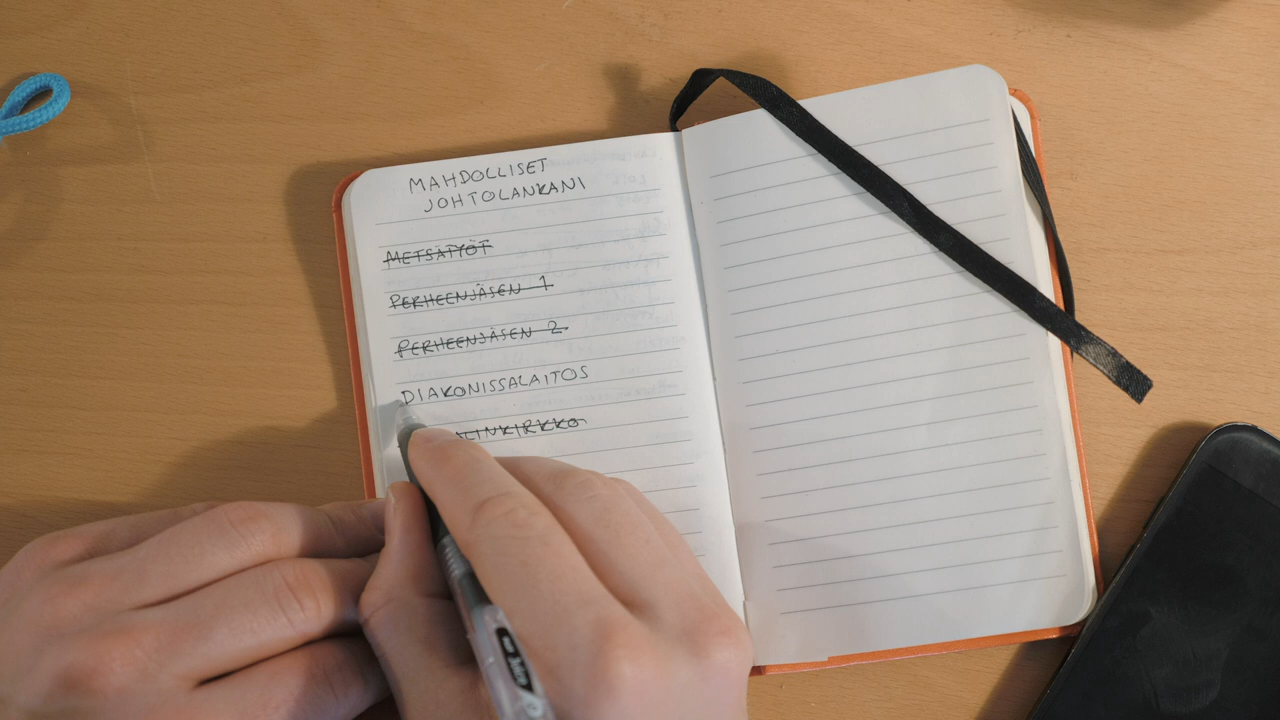 MAHDOLLISET
JOHTOLANKANI
METSÄTYÖT
PERHEENJÄSEN 1
PERHEENJÄSEN 2
DIAKONISSALAITOS